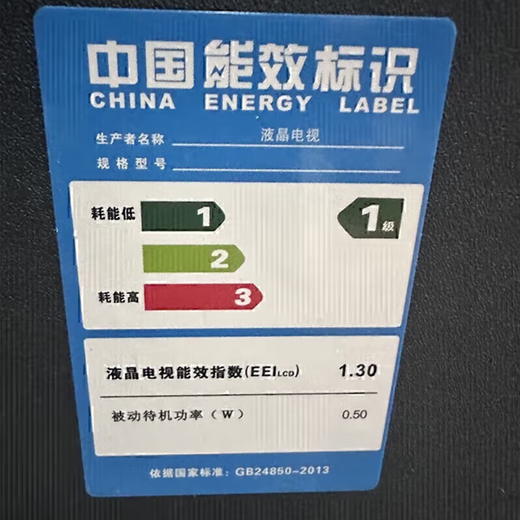 中国能效标识
CHINA ENERGY LABEL
生产者名称 液晶电视
规格型号
耗能低 1 1级
2
耗能高 3
液晶电视能效指数(EEILCD) 1.30
被动待机功率(W) 0.50
依据国家标准：GB24850-2013